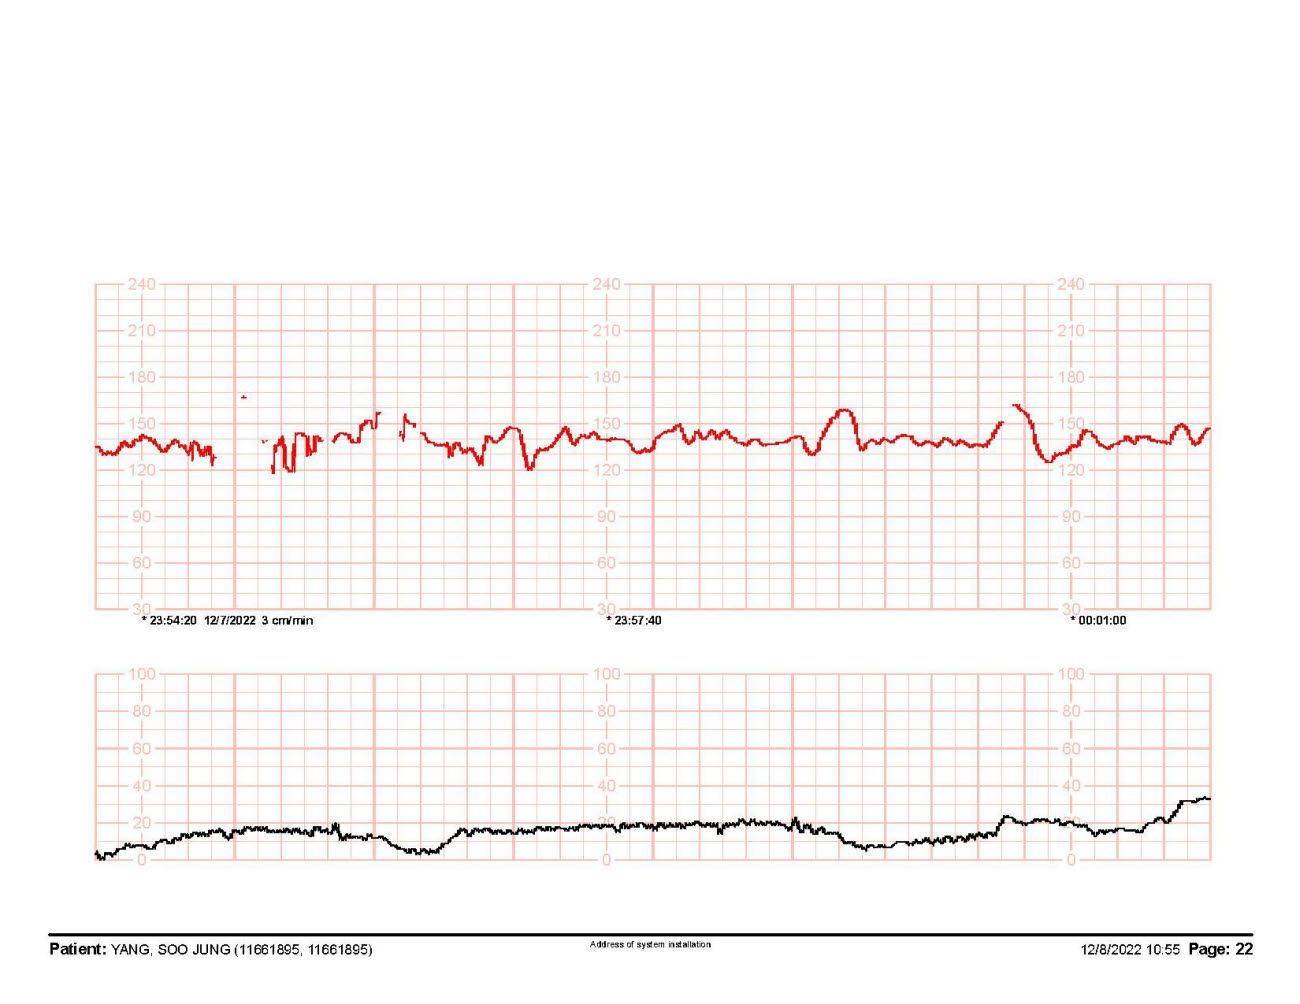 240 240 240
210 210 210
180 180 180
150 150 150
120 120 120
90 90 90
60 60 60
30 30 30
* 23:54:20 12/7/2022 3 cm/min * 23:57:40 * 00:01:00
100 100 100
80 80 80
60 60 60
40 40 40
20 20 20
0 0 0
Patient: YANG, SOO JUNG (11661895, 11661895) Address of system installation 12/8/2022 10:55 Page: 22